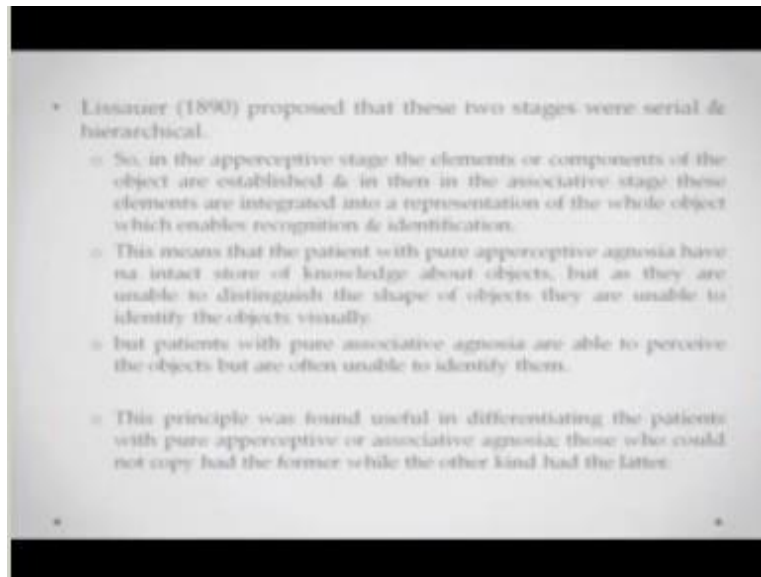 • Lissauer (1890) proposed that these two stages were serial &
hierarchical.
o So, in the apperceptive stage the elements or components of the
object are established & in then in the associative stage these
elements are integrated into a representation of the whole object
which enables recognition & identification.
o This means that the patient with pure apperceptive agnosia have
na intact store of knowledge about objects, but as they are
unable to distinguish the shape of objects they are unable to
identify the objects visually.
o but patients with pure associative agnosia are able to perceive
the objects but are often unable to identify them.
o This principle was found useful in differentiating the patients
with pure apperceptive or associative agnosia; those who could
not copy had the former while the other kind had the latter.